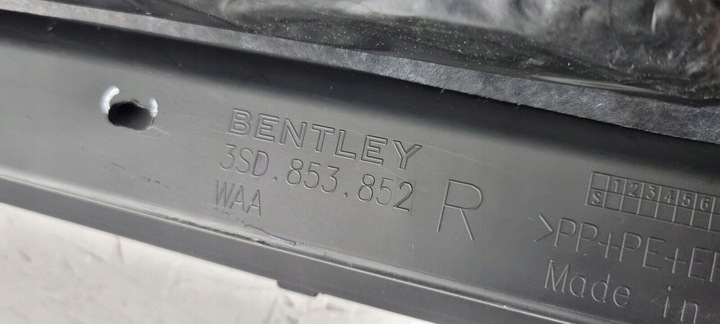 BENTLEY
3SD.853.852
WAA
R
1 2 3 4 5 6
S
>PP+PE+E
Made in